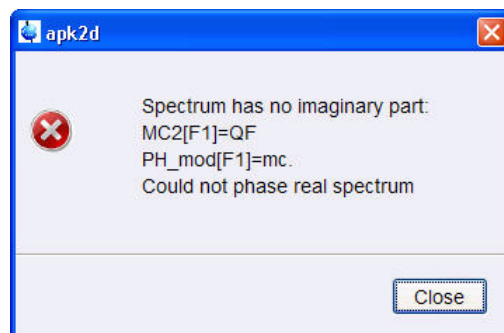 apk2d
Spectrum has no imaginary part:
MC2[F1]=QF
PH_mod[F1]=mc.
Could not phase real spectrum
Close